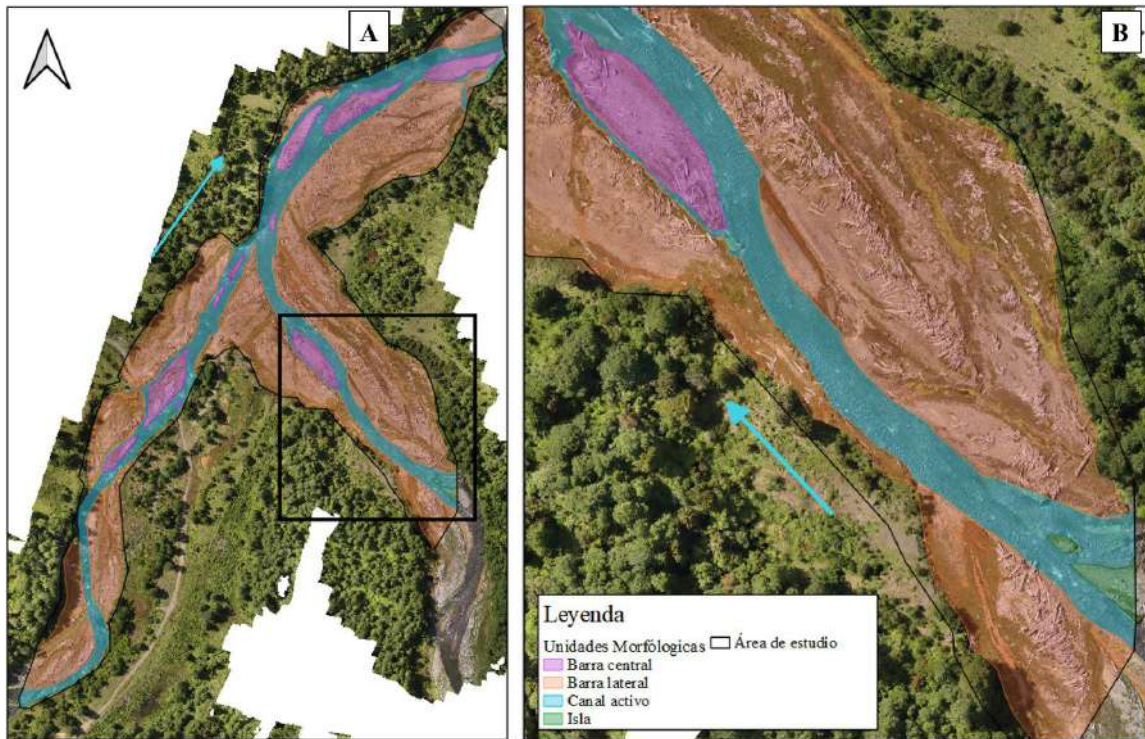 A
B
Leyenda
Unidades Morfólogicas
Área de estudio
Barra central
Barra lateral
Canal activo
Isla